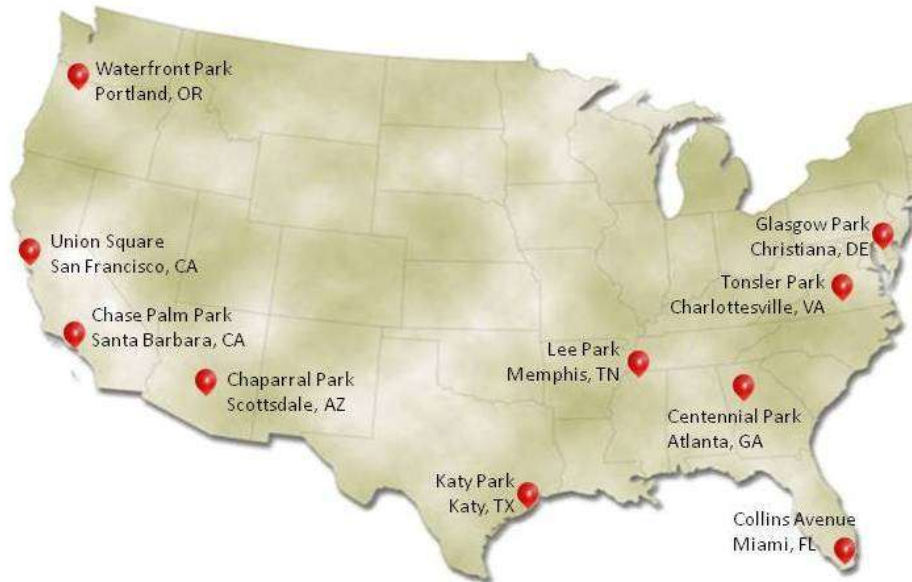 Waterfront Park
Portland, OR
Union Square
San Francisco, CA
Chase Palm Park
Santa Barbara, CA
Chaparral Park
Scottsdale, AZ
Katy Park
Katy, TX
Lee Park
Memphis, TN
Glasgow Park
Christiana, DE
Tonsler Park
Charlottesville, VA
Centennial Park
Atlanta, GA
Collins Avenue
Miami, FL